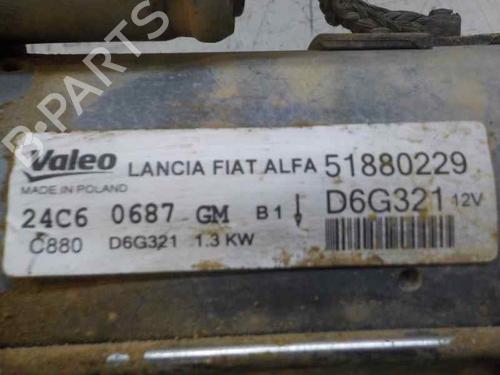 B-PARTS
Valeo LANCIA FIAT ALFA 51880229
MADE IN POLAND
D6G321 12V
24C6 0687 GM B1
C880 D6G321 1.3 KW